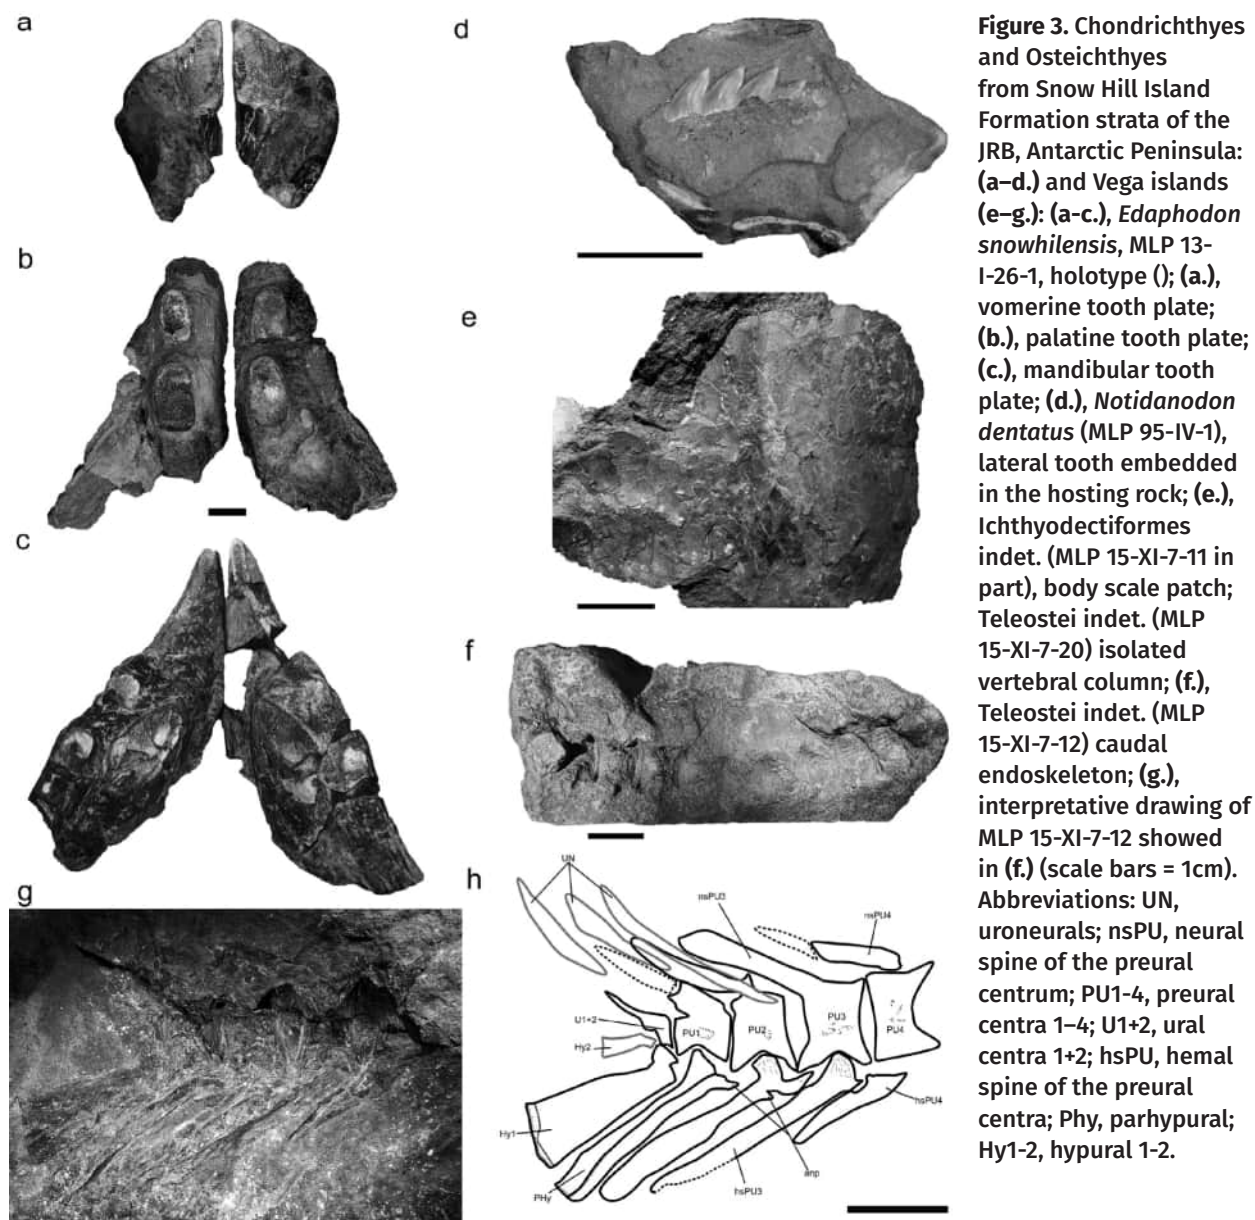 a
b
c
g
d
e
f
h
UN
nsPU3
nsPU4
U1+2
Hy2
PU1
PU2
PU3
PU4
hsPU4
Hy1
PHy
hsPU3
anp
Figure 3. Chondrichthyes
and Osteichthyes
from Snow Hill Island
Formation strata of the
JRB, Antarctic Peninsula:
(a–d.) and Vega islands
(e–g.): (a-c.), Edaphodon
snowhilensis, MLP 13-
I-26-1, holotype (); (a.),
vomerine tooth plate;
(b.), palatine tooth plate;
(c.), mandibular tooth
plate; (d.), Notidanodon
dentatus (MLP 95-IV-1),
lateral tooth embedded
in the hosting rock; (e.),
Ichthyodectiformes
indet. (MLP 15-XI-7-11 in
part), body scale patch;
Teleostei indet. (MLP
15-XI-7-20) isolated
vertebral column; (f.),
Teleostei indet. (MLP
15-XI-7-12) caudal
endoskeleton; (g.),
interpretative drawing of
MLP 15-XI-7-12 showed
in (f.) (scale bars = 1cm).
Abbreviations: UN,
uroneurals; nsPU, neural
spine of the preural
centrum; PU1-4, preural
centra 1–4; U1+2, ural
centra 1+2; hsPU, hemal
spine of the preural
centra; Phy, parhypural;
Hy1-2, hypural 1-2.